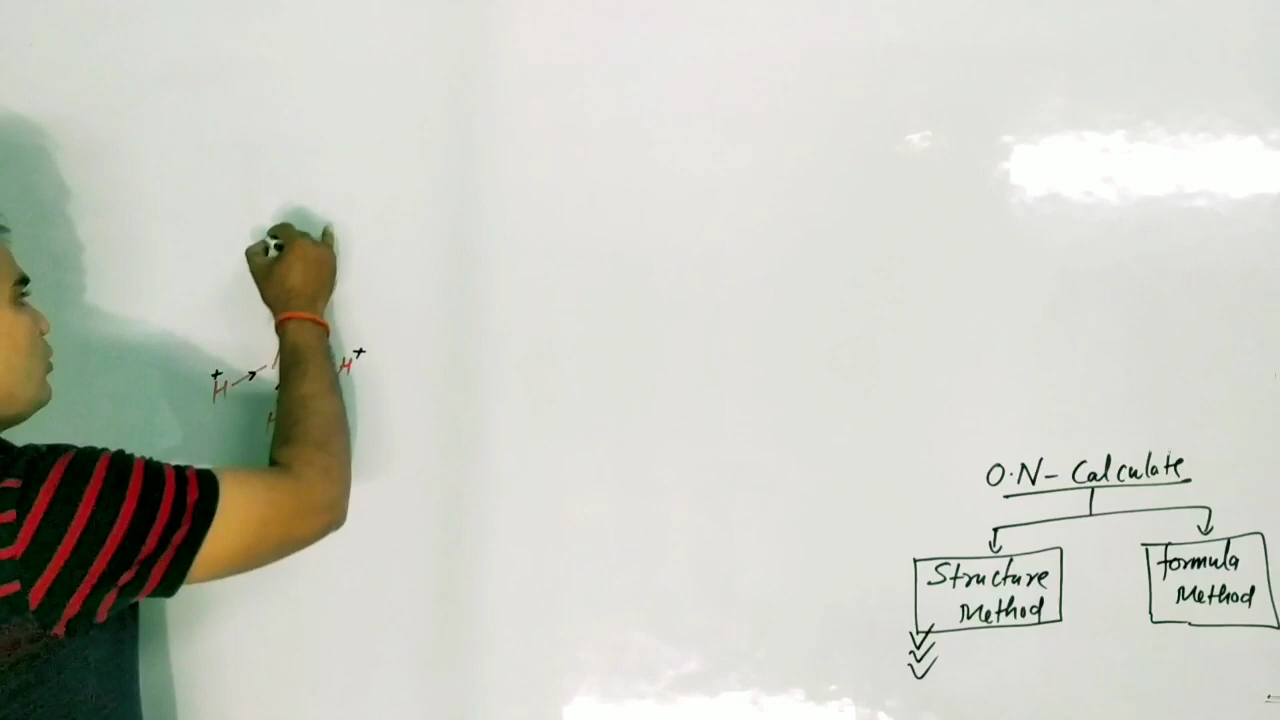 + +
H H
H
O.N - Calculate
Structure
Method
formula
Method